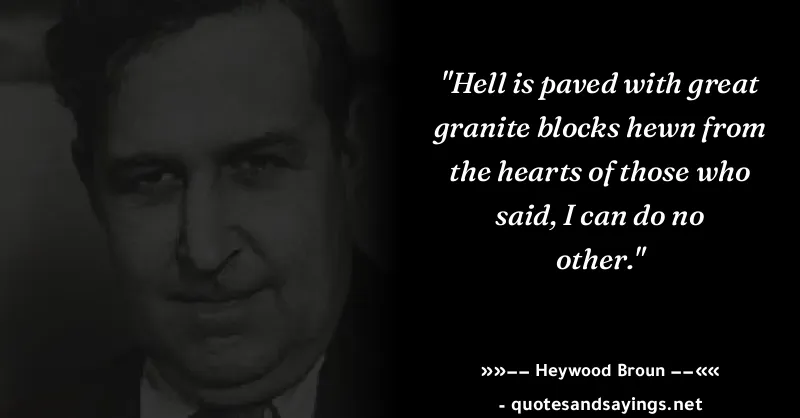 "Hell is paved with great
granite blocks hewn from
the hearts of those who
said, I can do no
other."
»»−− Heywood Broun −−««
- quotesandsayings.net